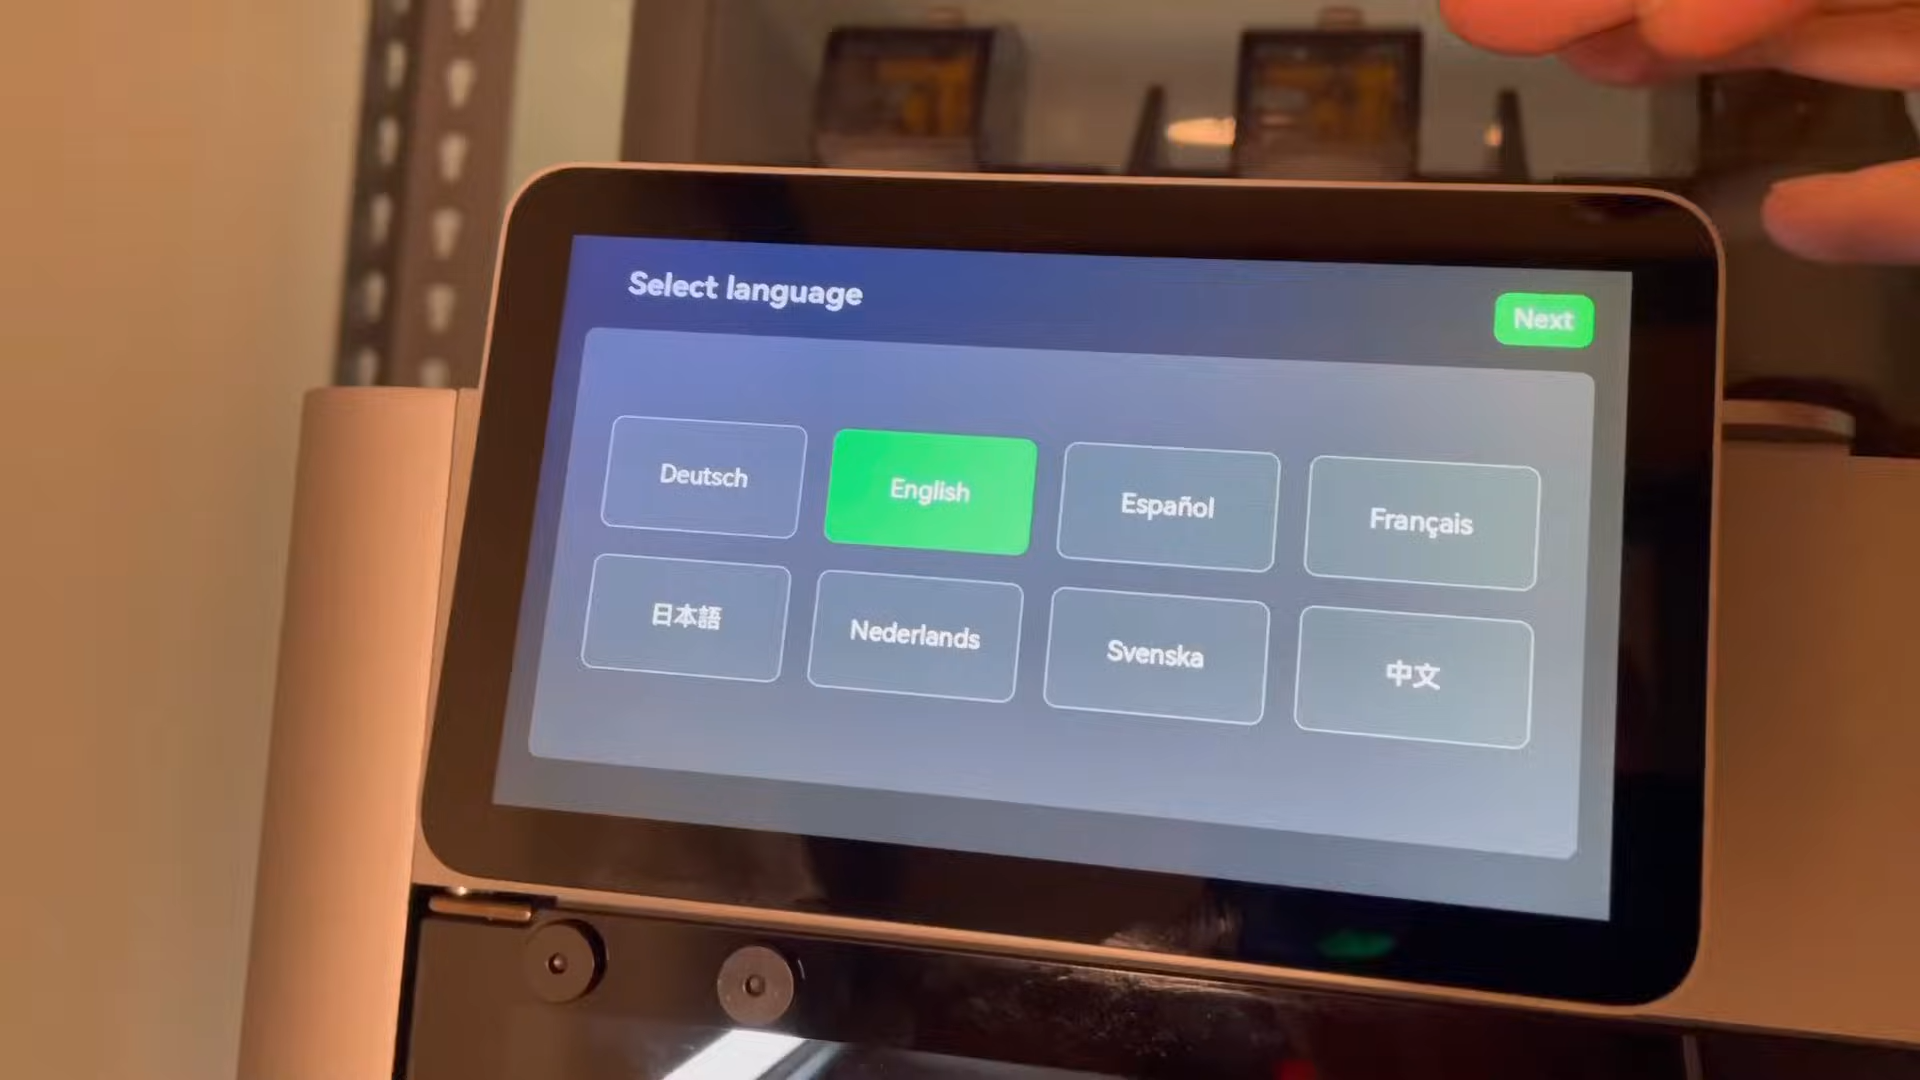 Select language
Next
Deutsch
English
Español
Français
日本語
Nederlands
Svenska
中文